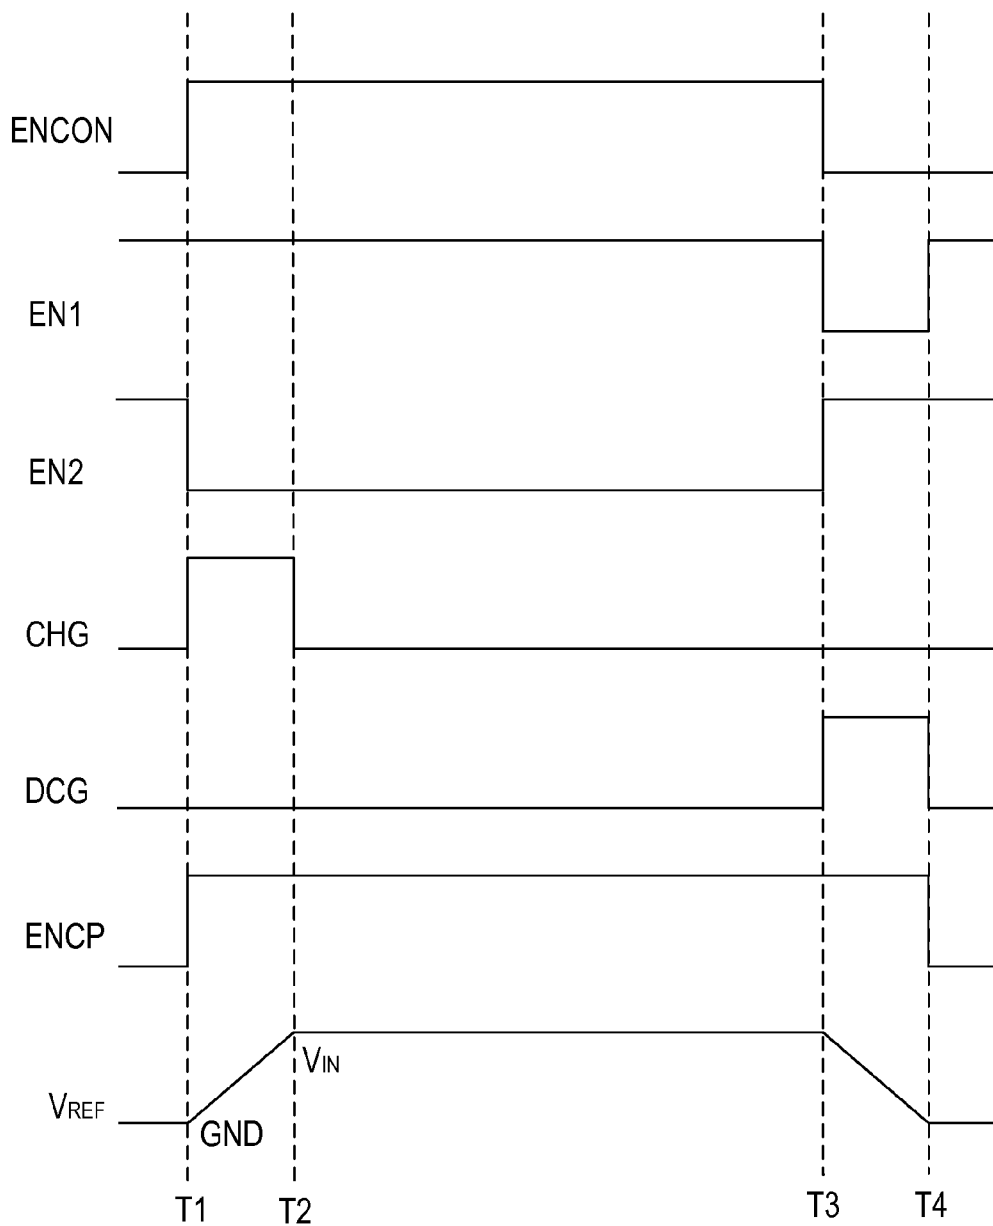 ENCON
EN1
EN2
CHG
DCG
ENCP
VIN
VREF
GND
T1 T2 T3 T4